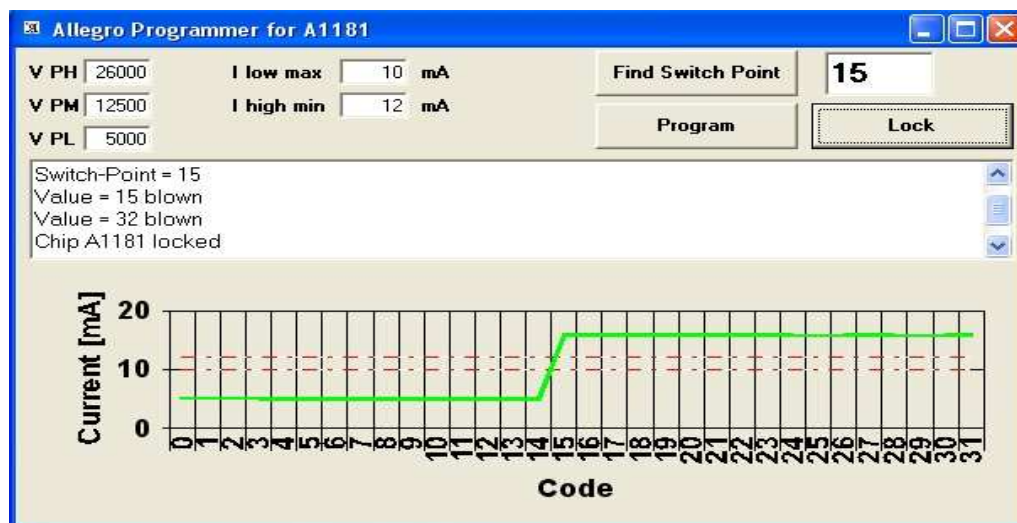 Allegro Programmer for A1181
V PH 26000 I low max 10 mA Find Switch Point 15
V PM 12500 I high min 12 mA
V PL 5000 Program Lock
Switch-Point = 15
Value = 15 blown
Value = 32 blown
Chip A1181 locked
Current [mA]
20
10
0
0 1 2 3 4 5 6 7 8 9 10 11 12 13 14 15 16 17 18 19 20 21 22 23 24 25 26 27 28 29 30 31
Code